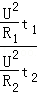 U²
R₁ t₁
U²
R₂ t₂